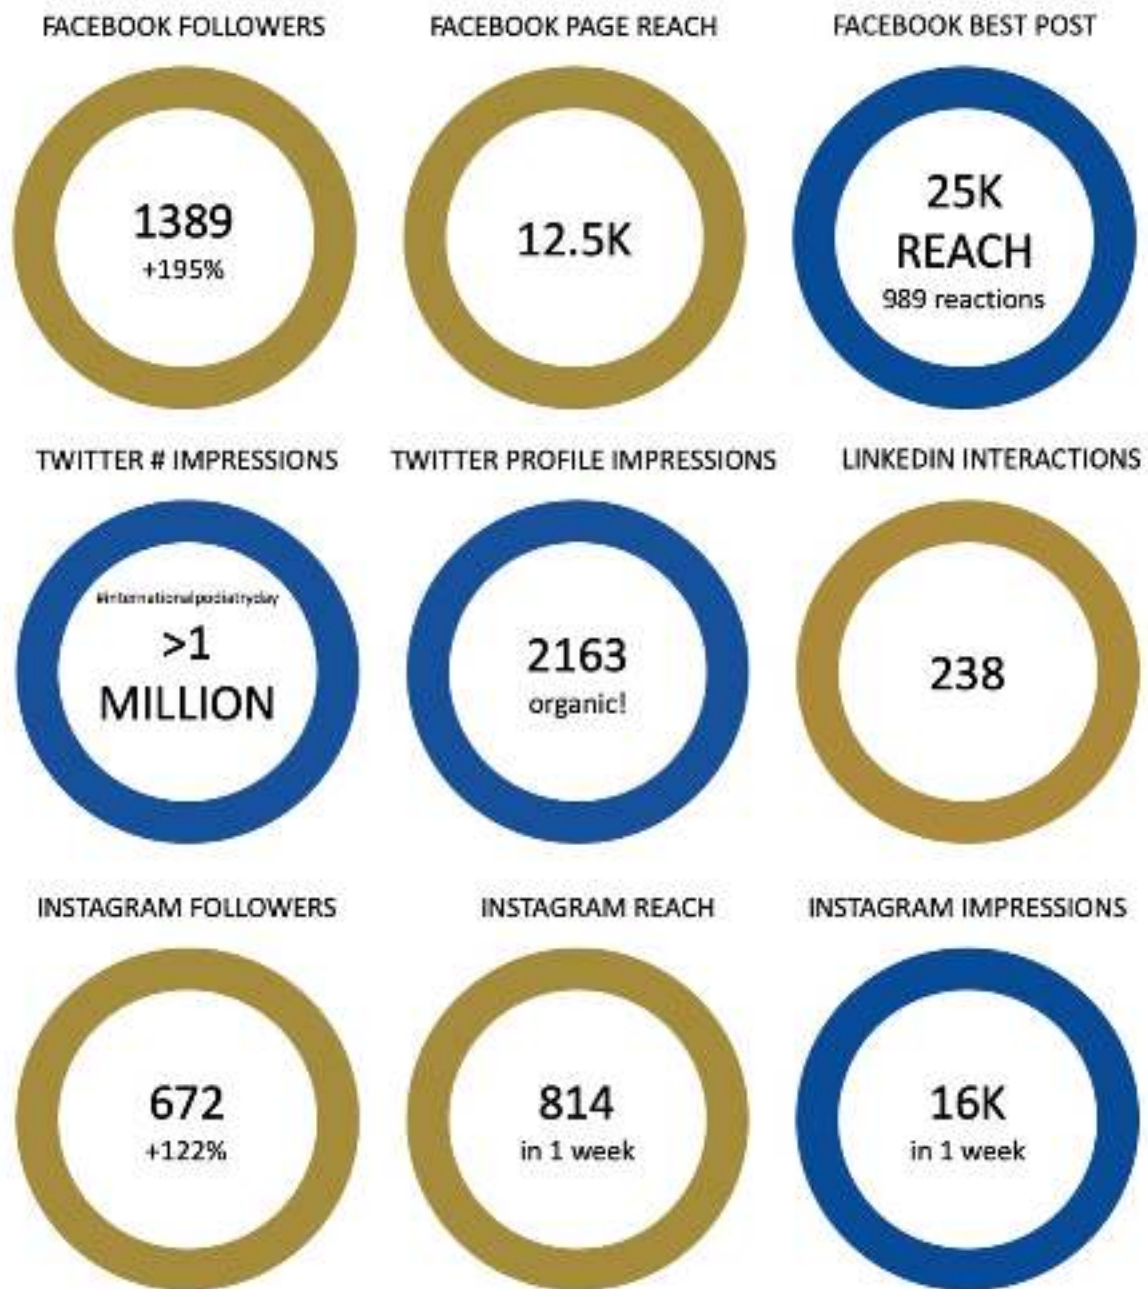 FACEBOOK FOLLOWERS
1389
+195%
FACEBOOK PAGE REACH
12.5K
FACEBOOK BEST POST
25K
REACH
989 reactions
TWITTER # IMPRESSIONS
#internationalpodiatryday
>1
MILLION
TWITTER PROFILE IMPRESSIONS
2163
organic!
LINKEDIN INTERACTIONS
238
INSTAGRAM FOLLOWERS
672
+122%
INSTAGRAM REACH
814
in 1 week
INSTAGRAM IMPRESSIONS
16K
in 1 week